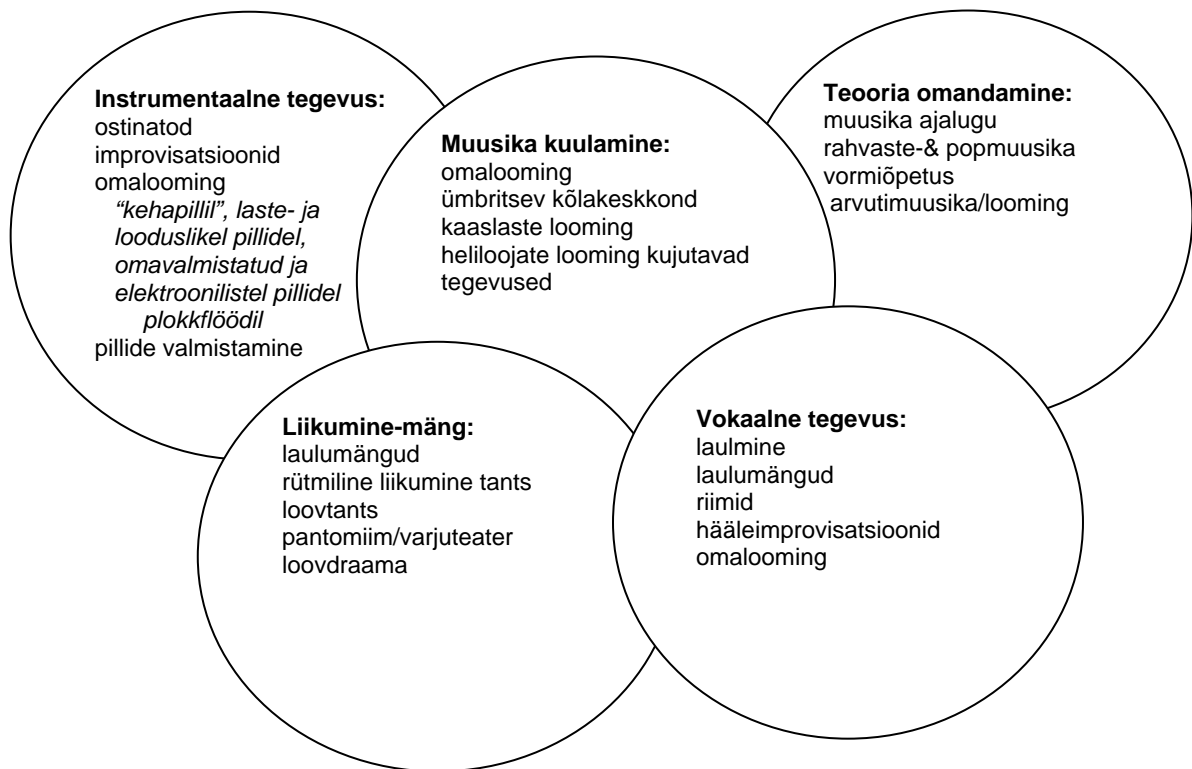 Instrumentaalne tegevus:
ostinatod
improvisatsioonid
omalooming
“kehapillil”, laste- ja
looduslikel pillidel,
omavalmistatud ja
elektroonilistel pillidel
plokkflöödil
pillide valmistamine
Muusika kuulamine:
omalooming
ümbritsev kõlakeskkond
kaaslaste looming
heliloojate looming kujutavad
tegevused
Teooria omandamine:
muusika ajalugu
rahvaste-& popmuusika
vormiõpetus
arvutimuusika/looming
Liikumine-mäng:
laulumängud
rütmiline liikumine tants
loovtants
pantomiim/varjuteater
loovdraama
Vokaalne tegevus:
laulmine
laulumängud
riimid
hääleimprovisatsioonid
omalooming